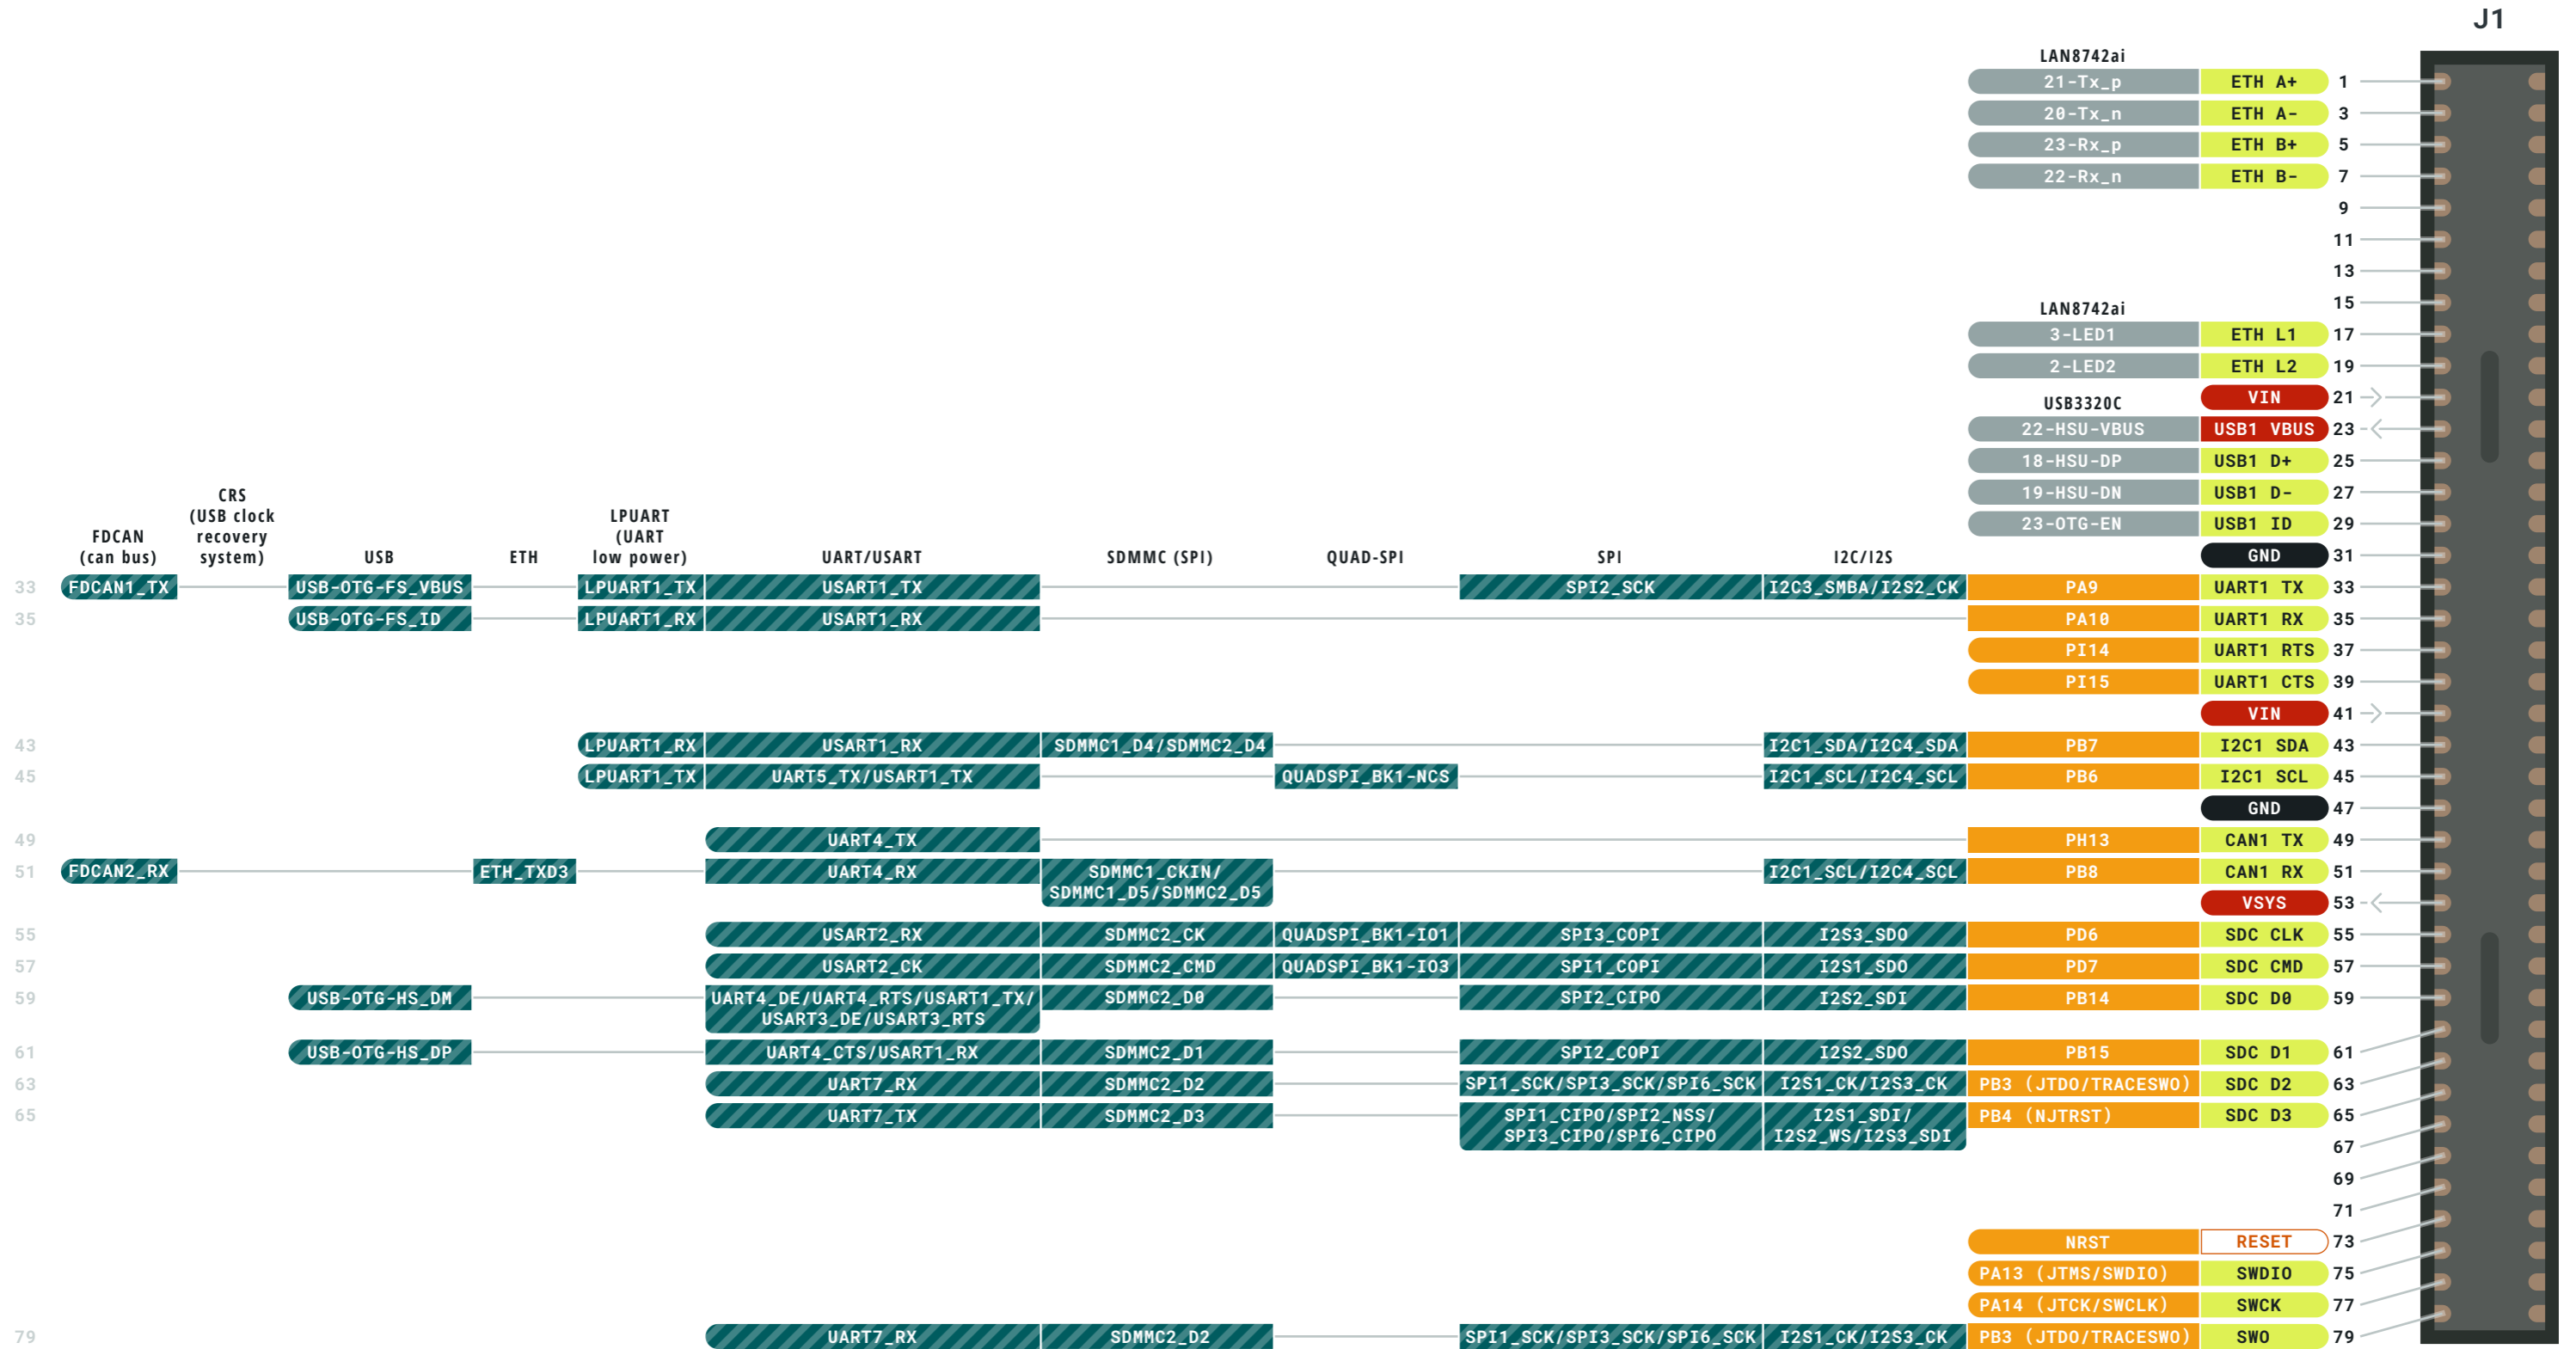 J1
LAN8742ai
21-Tx_p ETH A+ 1
20-Tx_n ETH A- 3
23-Rx_p ETH B+ 5
22-Rx_n ETH B- 7
9
11
13
15
LAN8742ai
3-LED1 ETH L1 17
2-LED2 ETH L2 19
VIN 21
USB3320C
22-HSU-VBUS USB1 VBUS 23
18-HSU-DP USB1 D+ 25
19-HSU-DN USB1 D- 27
23-OTG-EN USB1 ID 29
GND 31
FDCAN
(can bus)
CRS
(USB clock
recovery
system)
USB
ETH
LPUART
(UART
low power)
UART/USART
SDMMC (SPI)
QUAD-SPI
SPI
I2C/I2S
33 FDCAN1_TX USB-OTG-FS_VBUS LPUART1_TX USART1_TX SPI2_SCK I2C3_SMBA/I2S2_CK PA9 UART1 TX 33
35 USB-OTG-FS_ID LPUART1_RX USART1_RX PA10 UART1 RX 35
PI14 UART1 RTS 37
PI15 UART1 CTS 39
VIN 41
43 LPUART1_RX USART1_RX SDMMC1_D4/SDMMC2_D4 I2C1_SDA/I2C4_SDA PB7 I2C1 SDA 43
45 LPUART1_TX UART5_TX/USART1_TX QUADSPI_BK1-NCS I2C1_SCL/I2C4_SCL PB6 I2C1 SCL 45
GND 47
49 UART4_TX PH13 CAN1 TX 49
51 FDCAN2_RX ETH_TXD3 UART4_RX SDMMC1_CKIN/ I2C1_SCL/I2C4_SCL PB8 CAN1 RX 51
SDMMC1_D5/SDMMC2_D5
VSYS 53
55 USART2_RX SDMMC2_CK QUADSPI_BK1-IO1 SPI3_COPI I2S3_SDO PD6 SDC CLK 55
57 USART2_CK SDMMC2_CMD QUADSPI_BK1-IO3 SPI1_COPI I2S1_SDO PD7 SDC CMD 57
59 USB-OTG-HS_DM UART4_DE/UART4_RTS/USART1_TX/ SDMMC2_D0 SPI2_CIPO I2S2_SDI PB14 SDC D0 59
USART3_DE/USART3_RTS
61 USB-OTG-HS_DP UART4_CTS/USART1_RX SDMMC2_D1 SPI2_COPI I2S2_SDO PB15 SDC D1 61
63 UART7_RX SDMMC2_D2 SPI1_SCK/SPI3_SCK/SPI6_SCK I2S1_CK/I2S3_CK PB3 (JTDO/TRACESWO) SDC D2 63
65 UART7_TX SDMMC2_D3 SPI1_CIPO/SPI2_NSS/ I2S1_SDI/ PB4 (NJTRST) SDC D3 65
SPI3_CIPO/SPI6_CIPO I2S2_WS/I2S3_SDI
67
69
71
NRST RESET 73
PA13 (JTMS/SWDIO) SWDIO 75
PA14 (JTCK/SWCLK) SWCK 77
79 UART7_RX SDMMC2_D2 SPI1_SCK/SPI3_SCK/SPI6_SCK I2S1_CK/I2S3_CK PB3 (JTDO/TRACESWO) SWO 79